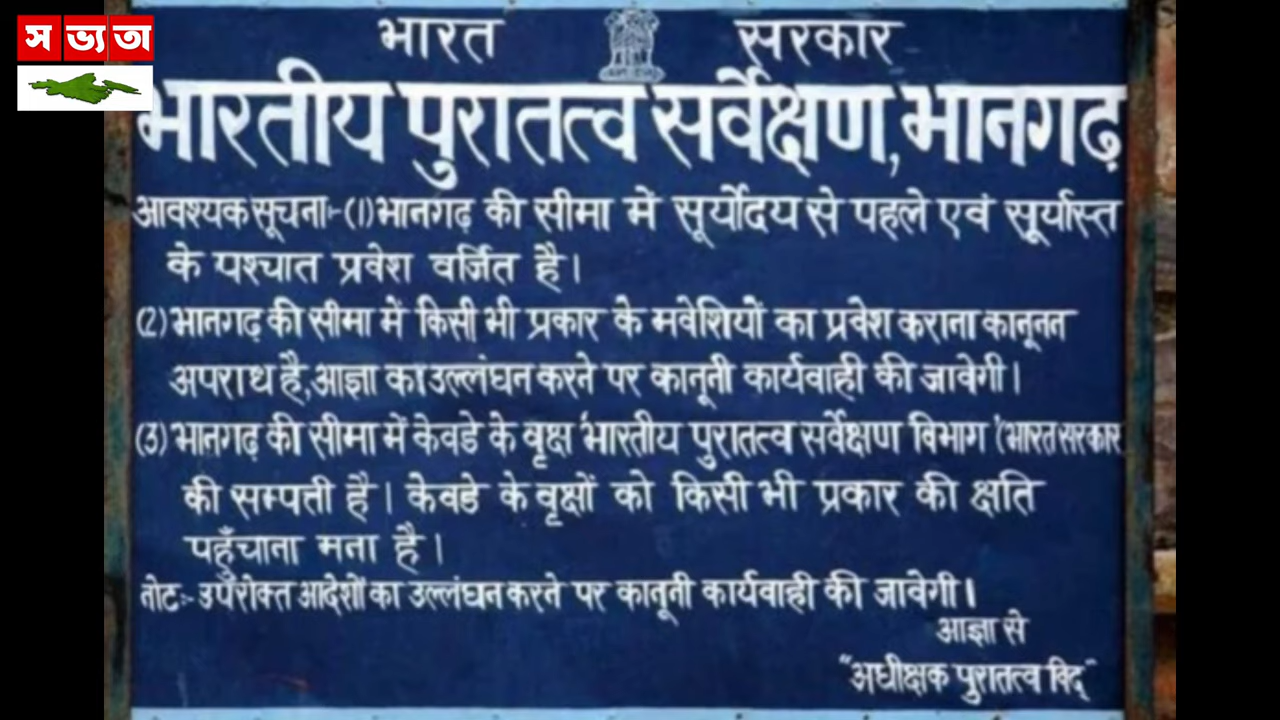 সভ্যতা
भारत सरकार
भारतीय पुरातत्व सर्वेक्षण, भानगढ़
आवश्यक सूचना:-(1) भानगढ़ की सीमा में सूर्योदय से पहले एवं सूर्यास्त
के पश्चात प्रवेश वर्जित है।
(2) भानगढ़ की सीमा में किसी भी प्रकार के मवेशियों का प्रवेश कराना कानूनन
अपराध है, आज्ञा का उल्लंघन करने पर कानूनी कार्यवाही की जावेगी।
(3) भानगढ़ की सीमा में केवडे के वृक्ष भारतीय पुरातत्व सर्वेक्षण विभाग (भारत सरकार
की सम्पती है। केवडे के वृक्षों को किसी भी प्रकार की क्षति
पहुँचाना मना है।
नोट:- उपरोक्त आदेशों का उल्लंघन करने पर कानूनी कार्यवाही की जावेगी।
आज्ञा से
"अधीक्षक पुरातत्व विद्"